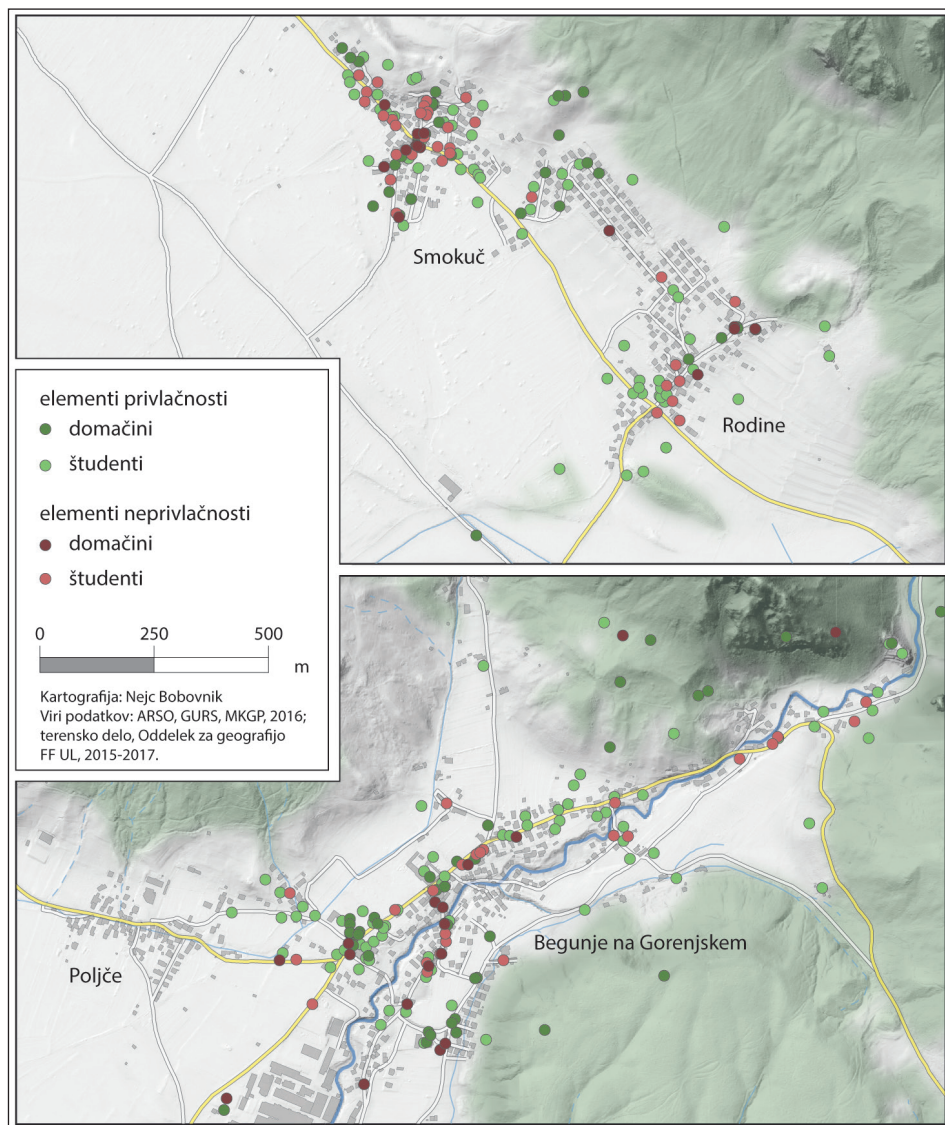 Smokuč
Rodine
elementi privlačnosti
domačini
študenti
elementi neprivlačnosti
domačini
študenti
0 250 500
m
Kartografija: Nejc Bobovnik
Viri podatkov: ARSO, GURS, MKGP, 2016;
terensko delo, Oddelek za geografijo
FF UL, 2015-2017.
Begunje na Gorenjskem
Poljče